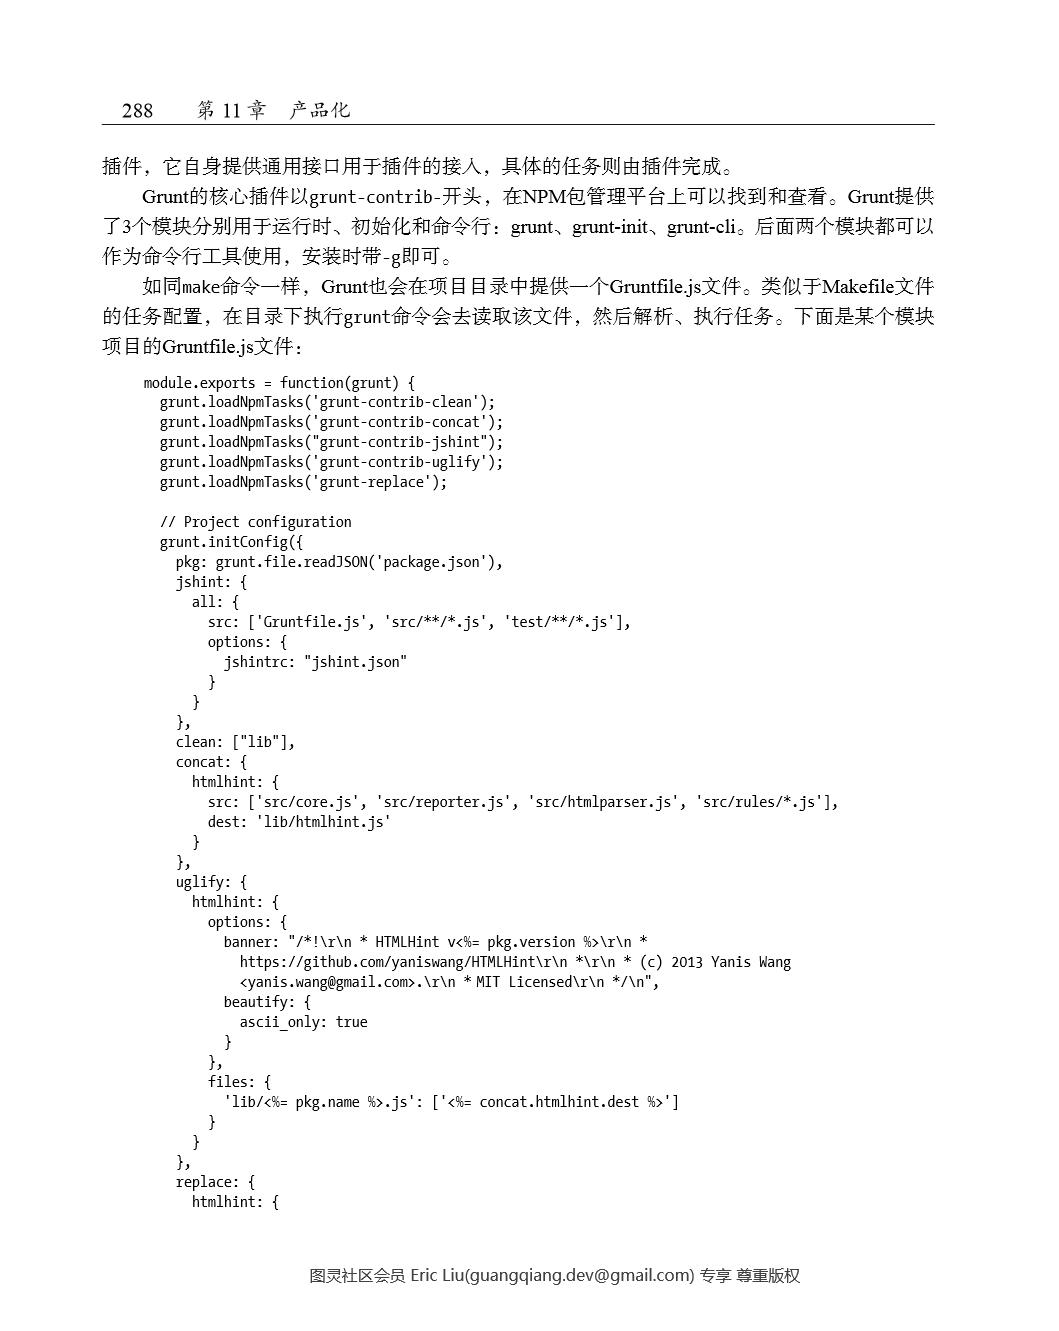 288 第 11 章 产品化
插件，它自身提供通用接口用于插件的接入，具体的任务则由插件完成。
Grunt的核心插件以grunt-contrib-开头，在NPM包管理平台上可以找到和查看。Grunt提供
了3个模块分别用于运行时、初始化和命令行：grunt、grunt-init、grunt-cli。后面两个模块都可以
作为命令行工具使用，安装时带-g即可。
如同make命令一样，Grunt也会在项目目录中提供一个Gruntfile.js文件。类似于Makefile文件
的任务配置，在目录下执行grunt命令会去读取该文件，然后解析、执行任务。下面是某个模块
项目的Gruntfile.js文件：
module.exports = function(grunt) {
  grunt.loadNpmTasks('grunt-contrib-clean');
  grunt.loadNpmTasks('grunt-contrib-concat');
  grunt.loadNpmTasks("grunt-contrib-jshint");
  grunt.loadNpmTasks('grunt-contrib-uglify');
  grunt.loadNpmTasks('grunt-replace');
  // Project configuration
  grunt.initConfig({
    pkg: grunt.file.readJSON('package.json'),
    jshint: {
      all: {
        src: ['Gruntfile.js', 'src/**/*.js', 'test/**/*.js'],
        options: {
          jshintrc: "jshint.json"
        }
      }
    },
    clean: ["lib"],
    concat: {
      htmlhint: {
        src: ['src/core.js', 'src/reporter.js', 'src/htmlparser.js', 'src/rules/*.js'],
        dest: 'lib/htmlhint.js'
      }
    },
    uglify: {
      htmlhint: {
        options: {
          banner: "/*!\r\n * HTMLHint v<%= pkg.version %>\r\n *
            https://github.com/yaniswang/HTMLHint\r\n *\r\n * (c) 2013 Yanis Wang
            <yanis.wang@gmail.com>.\r\n * MIT Licensed\r\n */\n",
          beautify: {
            ascii_only: true
          }
        },
        files: {
          'lib/<%= pkg.name %>.js': ['<%= concat.htmlhint.dest %>']
        }
      }
    },
    replace: {
      htmlhint: {
图灵社区会员 Eric Liu(guangqiang.dev@gmail.com) 专享 尊重版权